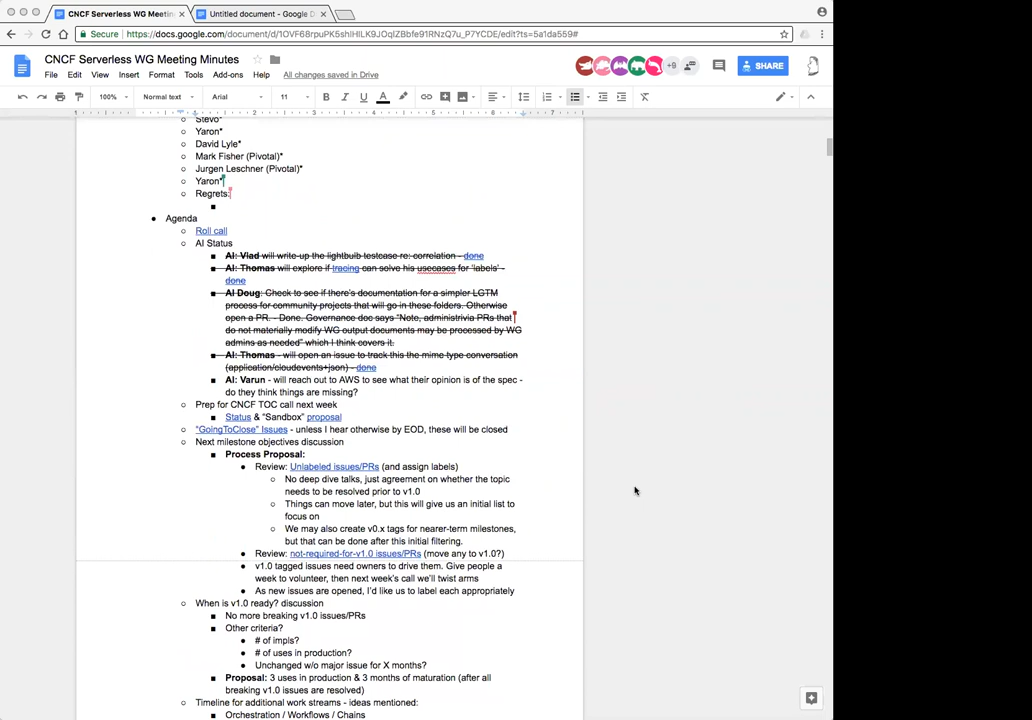 CNCF Serverless WG Meetin
Untitled document - Google D
Secure
https://docs.google.com/document/d/1OVF68rpuPK5shIHILK9JOqlZBbfe91RNzQ7u_P7YCDE/edit?ts=5a1da559#
CNCF Serverless WG Meeting Minutes
File Edit View Insert Format Tools Add-ons Help All changes saved in Drive
+9
SHARE
100% Normal text Arial 11 B I U A
1 2 3 4 5 6 7
Stevo*
Yaron*
David Lyle*
Mark Fisher (Pivotal)*
Jurgen Leschner (Pivotal)*
Yaron*
Regrets:
Agenda
Roll call
AI Status
AI: Vlad will write-up the lightbulb testcase re: correlation - done
AI: Thomas will explore if tracing can solve his usecases for 'labels' -
done
AI Doug: Check to see if there's documentation for a simpler LGTM
process for community projects that will go in these folders. Otherwise
open a PR. - Done. Governance doc says "Note, administrivia PRs that
do not materially modify WG output documents may be processed by WG
admins as needed" which I think covers it.
AI: Thomas - will open an issue to track this the mime type conversation
(application/cloudevents+json) - done
AI: Varun - will reach out to AWS to see what their opinion is of the spec -
do they think things are missing?
Prep for CNCF TOC call next week
Status & "Sandbox" proposal
"GoingToClose" Issues - unless I hear otherwise by EOD, these will be closed
Next milestone objectives discussion
Process Proposal:
Review: Unlabeled issues/PRs (and assign labels)
No deep dive talks, just agreement on whether the topic
needs to be resolved prior to v1.0
Things can move later, but this will give us an initial list to
focus on
We may also create v0.x tags for nearer-term milestones,
but that can be done after this initial filtering.
Review: not-required-for-v1.0 issues/PRs (move any to v1.0?)
v1.0 tagged issues need owners to drive them. Give people a
week to volunteer, then next week's call we'll twist arms
As new issues are opened, I'd like us to label each appropriately
When is v1.0 ready? discussion
No more breaking v1.0 issues/PRs
Other criteria?
# of impls?
# of uses in production?
Unchanged w/o major issue for X months?
Proposal: 3 uses in production & 3 months of maturation (after all
breaking v1.0 issues are resolved)
Timeline for additional work streams - ideas mentioned:
Orchestration / Workflows / Chains